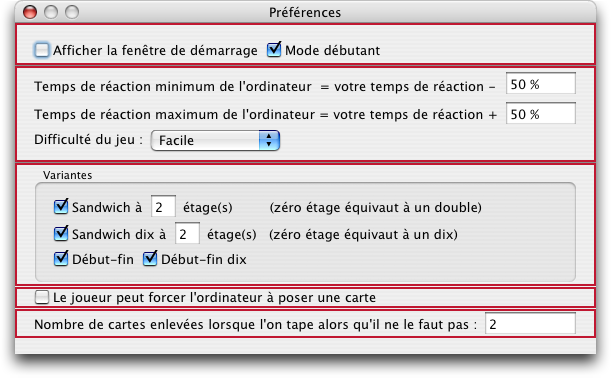 Préférences
Afficher la fenêtre de démarrage Mode débutant
Temps de réaction minimum de l'ordinateur = votre temps de réaction – 50 %
Temps de réaction maximum de l'ordinateur = votre temps de réaction + 50 %
Difficulté du jeu : Facile
Variantes
Sandwich à 2 étage(s) (zéro étage équivaut à un double)
Sandwich dix à 2 étage(s) (zéro étage équivaut à un dix)
Début-fin Début-fin dix
Le joueur peut forcer l'ordinateur à poser une carte
Nombre de cartes enlevées lorsque l'on tape alors qu'il ne le faut pas : 2